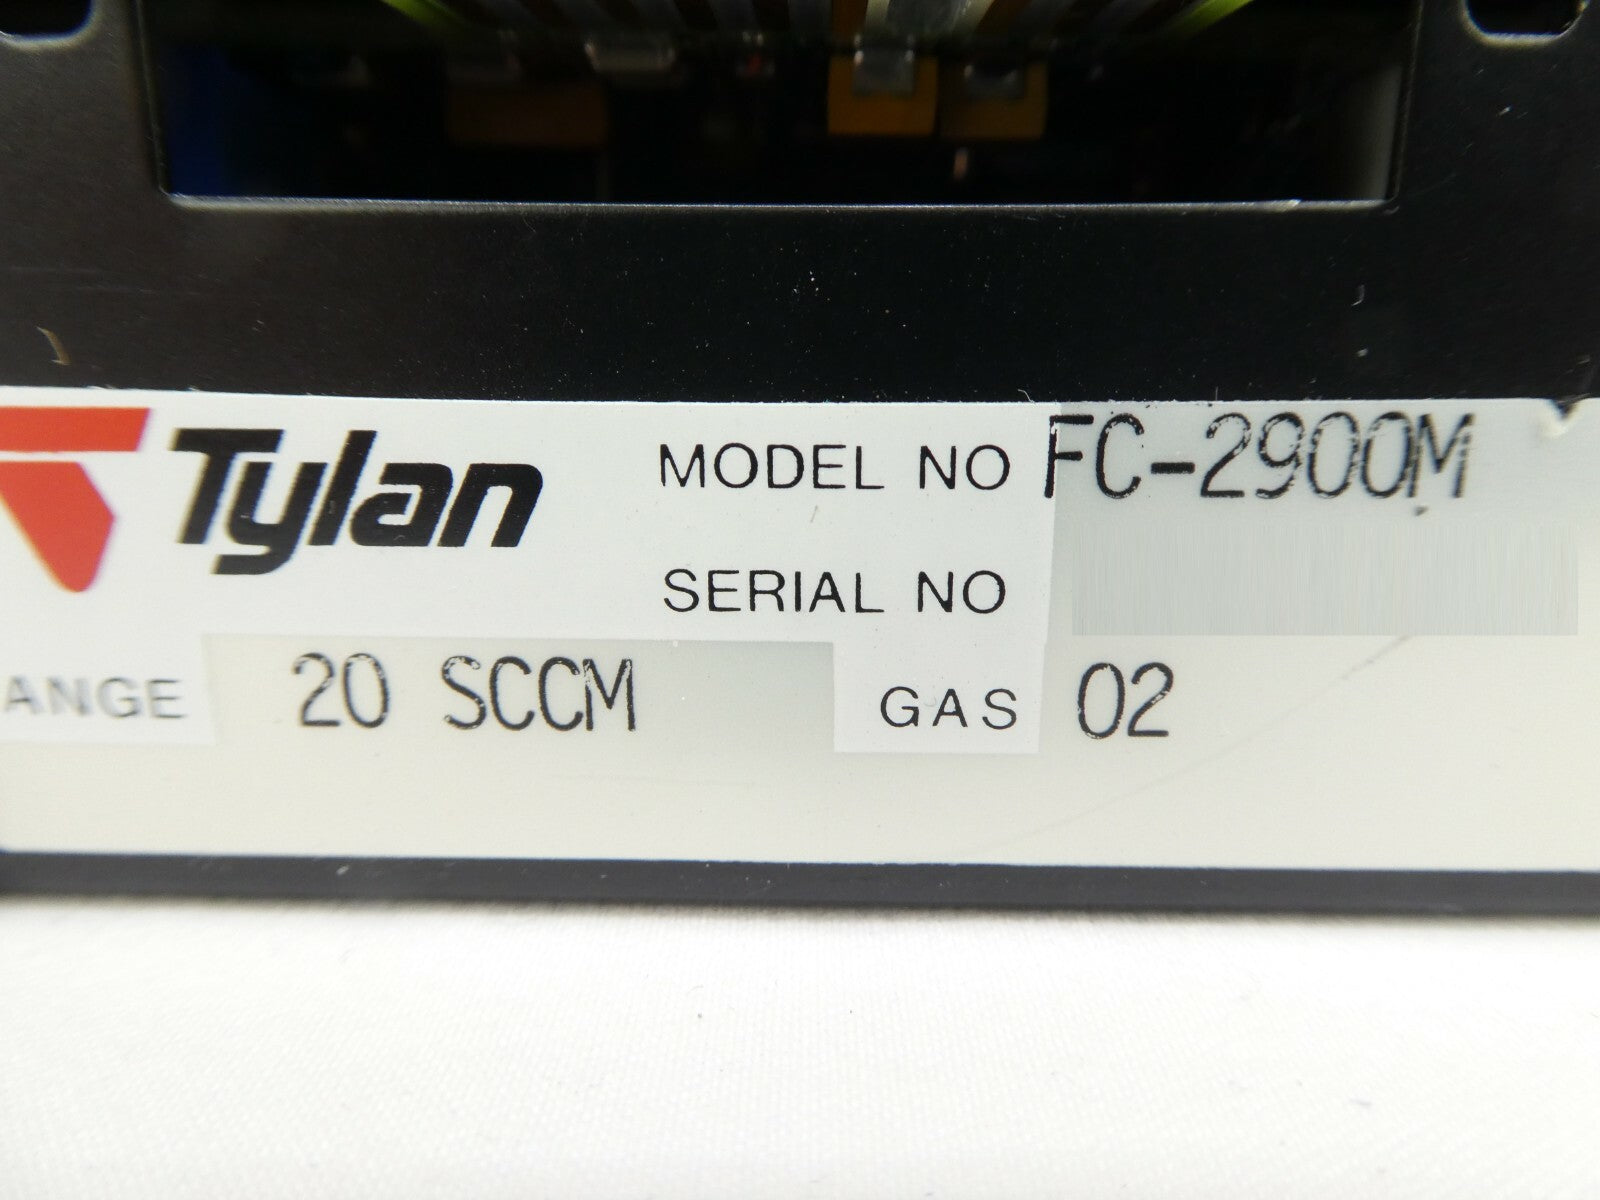 Tylan MODEL NO FC-2900M
SERIAL NO
ANGE 20 SCCM GAS 02